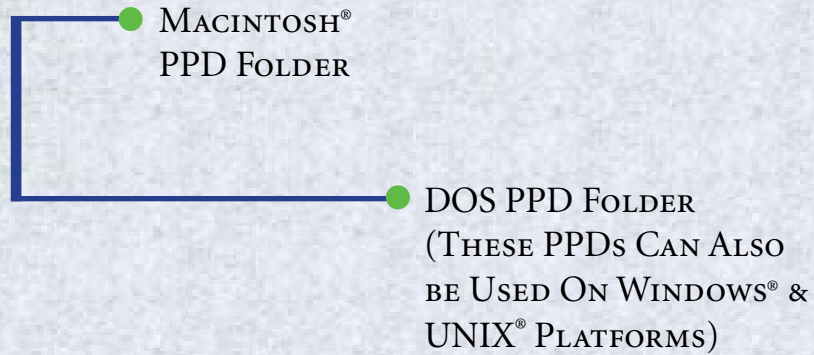 Macintosh®
PPD Folder
DOS PPD Folder
(These PPDs Can Also
be Used On Windows® &
UNIX® Platforms)